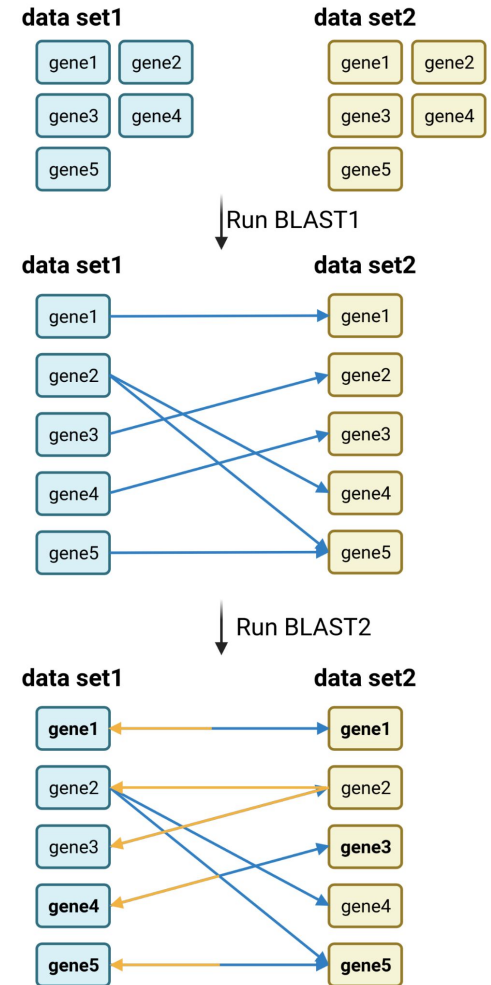 data set1 data set2
gene1 gene2 gene1 gene2
gene3 gene4 gene3 gene4
gene5 gene5
Run BLAST1
data set1 data set2
gene1 gene1
gene2 gene2
gene3 gene3
gene4 gene4
gene5 gene5
Run BLAST2
data set1 data set2
gene1 gene1
gene2 gene2
gene3 gene3
gene4 gene4
gene5 gene5